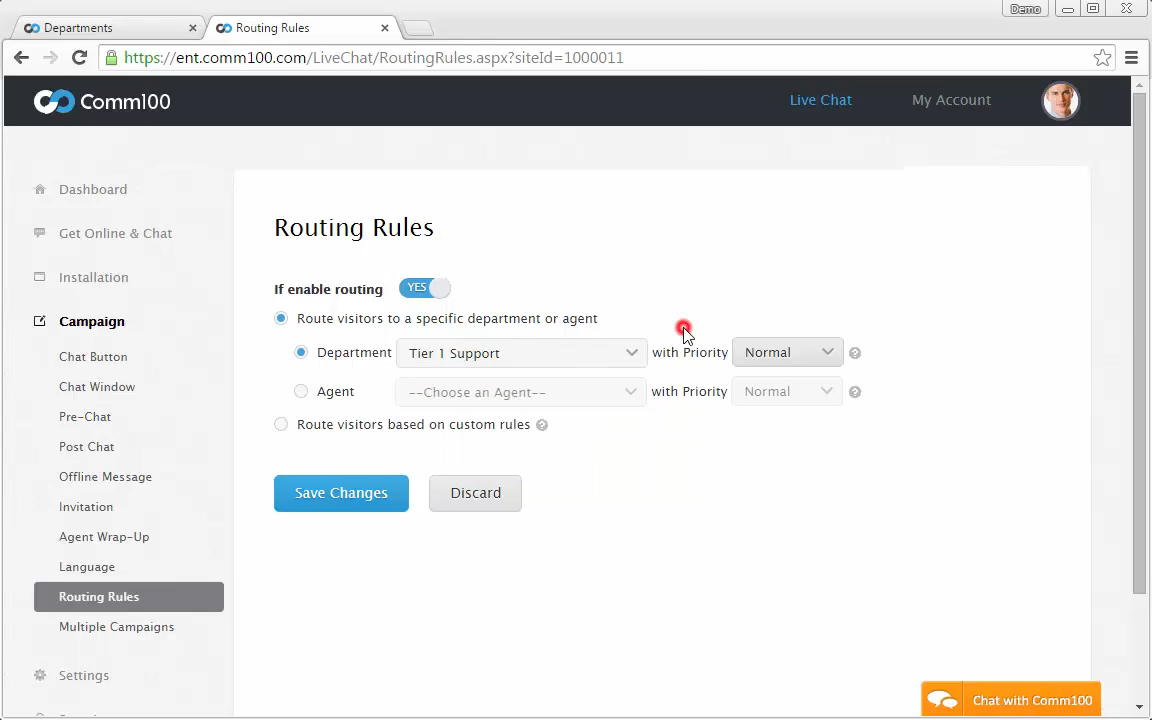 Demo
Departments
Routing Rules
https://ent.comm100.com/LiveChat/RoutingRules.aspx?siteId=1000011
Comm100
Live Chat
My Account
Dashboard
Get Online & Chat
Installation
Campaign
Chat Button
Chat Window
Pre-Chat
Post Chat
Offline Message
Invitation
Agent Wrap-Up
Language
Routing Rules
Multiple Campaigns
Settings
Routing Rules
If enable routing YES
Route visitors to a specific department or agent
Department Tier 1 Support with Priority Normal ?
Agent --Choose an Agent-- with Priority Normal ?
Route visitors based on custom rules ?
Save Changes Discard
Chat with Comm100